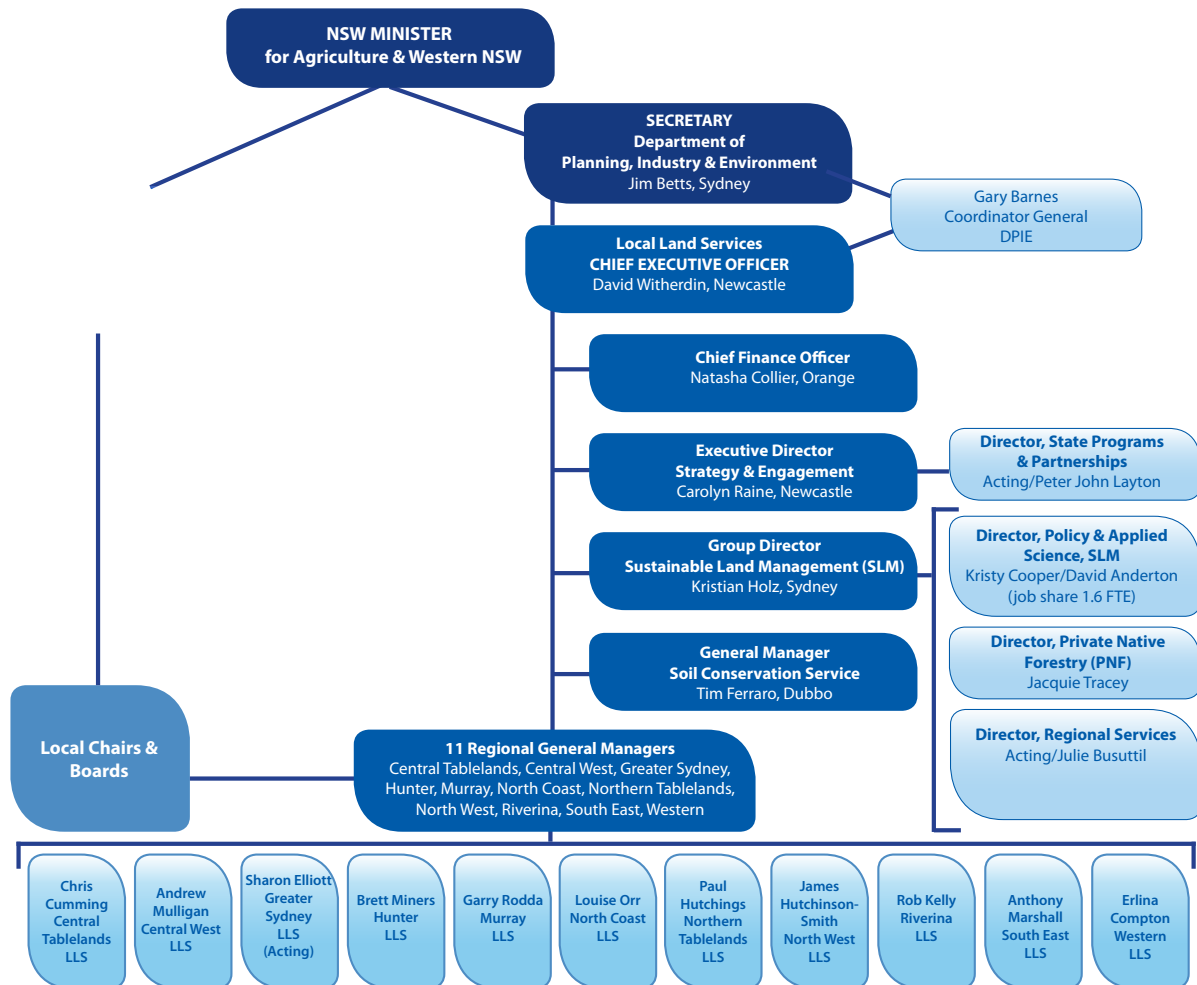 NSW MINISTER
for Agriculture & Western NSW
SECRETARY
Department of
Planning, Industry & Environment
Jim Betts, Sydney
Gary Barnes
Coordinator General
DPIE
Local Land Services
CHIEF EXECUTIVE OFFICER
David Witherdin, Newcastle
Chief Finance Officer
Natasha Collier, Orange
Executive Director
Strategy & Engagement
Carolyn Raine, Newcastle
Director, State Programs
& Partnerships
Acting/Peter John Layton
Group Director
Sustainable Land Management (SLM)
Kristian Holz, Sydney
Director, Policy & Applied
Science, SLM
Kristy Cooper/David Anderton
(job share 1.6 FTE)
Director, Private Native
Forestry (PNF)
Jacquie Tracey
Director, Regional Services
Acting/Julie Busuttil
General Manager
Soil Conservation Service
Tim Ferraro, Dubbo
Local Chairs &
Boards
11 Regional General Managers
Central Tablelands, Central West, Greater Sydney,
Hunter, Murray, North Coast, Northern Tablelands,
North West, Riverina, South East, Western
Chris
Cumming
Central
Tablelands
LLS
Andrew
Mulligan
Central West
LLS
Sharon Elliott
Greater
Sydney
LLS
(Acting)
Brett Miners
Hunter
LLS
Garry Rodda
Murray
LLS
Louise Orr
North Coast
LLS
Paul
Hutchings
Northern
Tablelands
LLS
James
Hutchinson-
Smith
North West
LLS
Rob Kelly
Riverina
LLS
Anthony
Marshall
South East
LLS
Erlina
Compton
Western
LLS